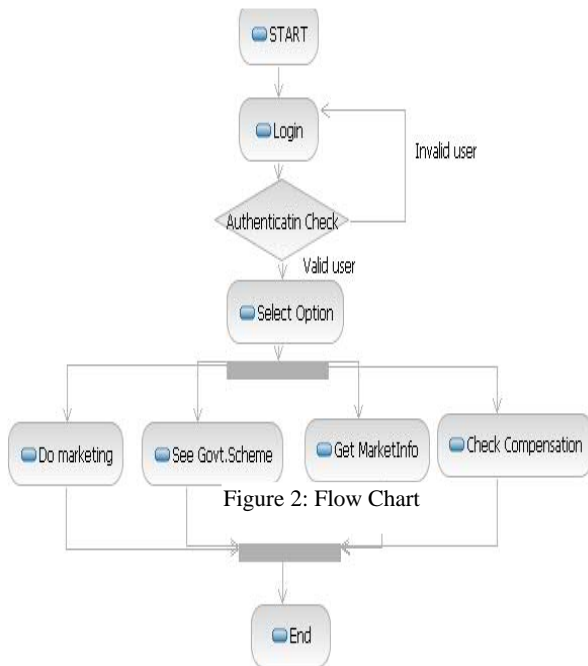 START
Login
Invalid user
Authenticatin Check
Valid user
Select Option
Do marketing
See Govt.Scheme
Get MarketInfo
Check Compensation
Figure 2: Flow Chart
End